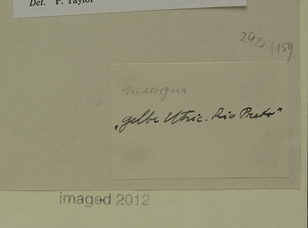 Det. P. Taylor
292 / 159
„gelbe Utric. Rio Preto"
imaged 2012